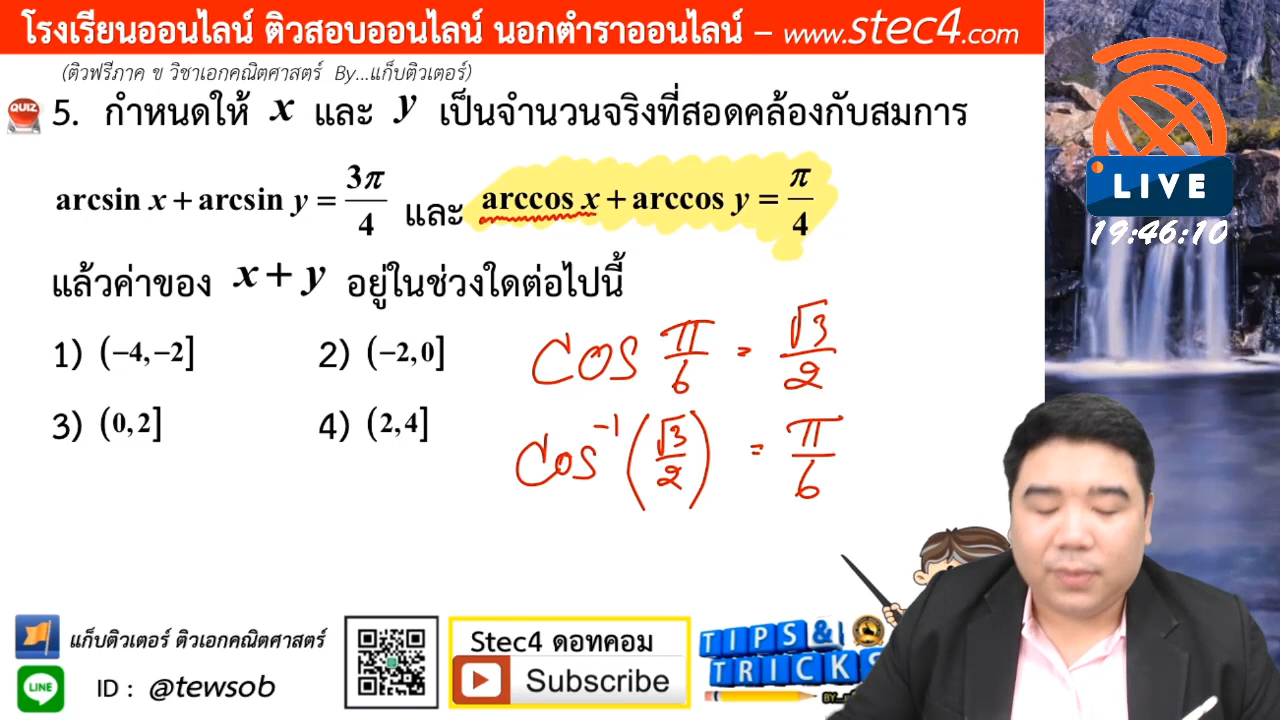 โรงเรียนออนไลน์ ติวสอบออนไลน์ นอกตำราออนไลน์ – www.stec4.com
(ติวฟรีภาค ข วิชาเอกคณิตศาสตร์ By...แก็บติวเตอร์)
QUIZ 5. กำหนดให้ x และ y เป็นจำนวนจริงที่สอดคล้องกับสมการ
arcsin x + arcsin y = 3π/4 และ arccos x + arccos y = π/4
แล้วค่าของ x + y อยู่ในช่วงใดต่อไปนี้
1) (−4,−2] 2) (−2,0]
3) (0,2] 4) (2,4]
cos π/6 = √3/2
cos⁻¹(√3/2) = π/6
LIVE
19:46:10
แก็บติวเตอร์ ติวเอกคณิตศาสตร์
LINE ID : @tewsob
Stec4 ดอทคอม
Subscribe
TIPS &
TRICKS